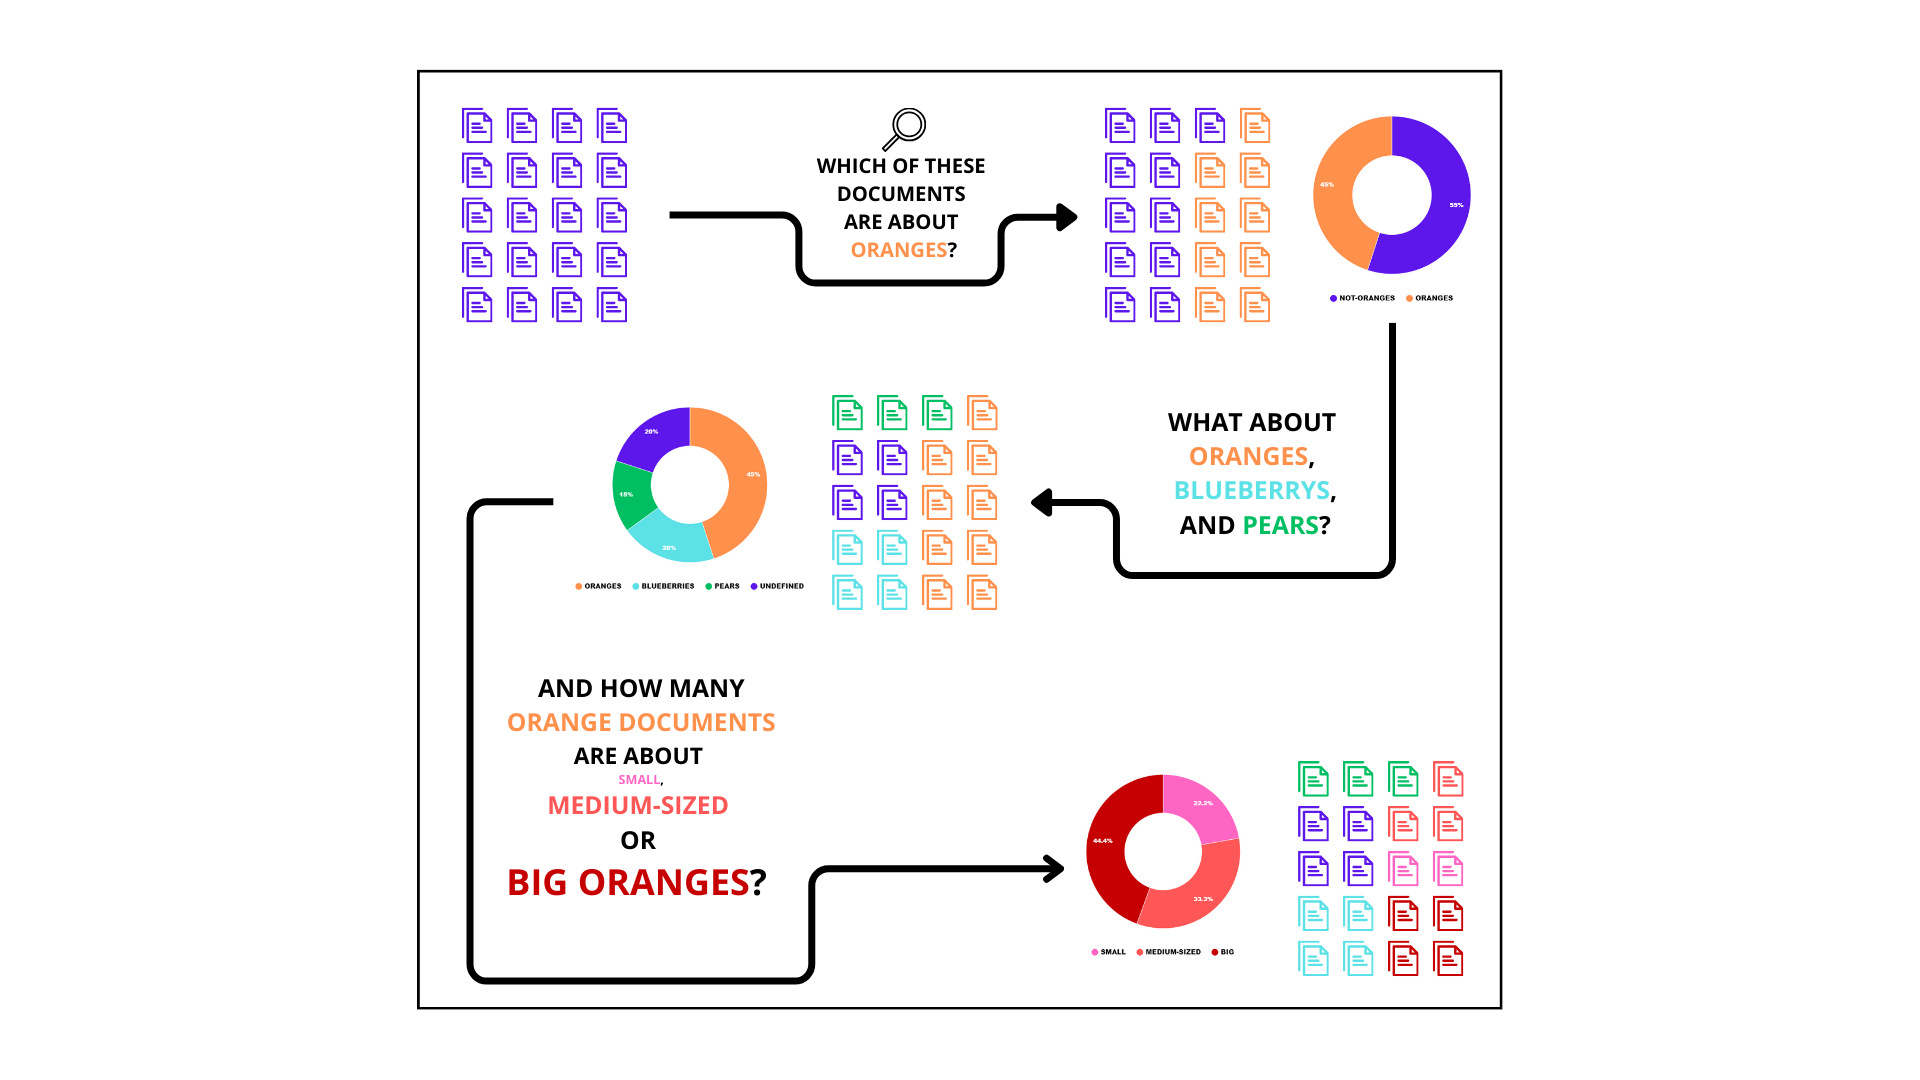 WHICH OF THESE
DOCUMENTS
ARE ABOUT
ORANGES?
45%
55%
NOT-ORANGES ORANGES
WHAT ABOUT
ORANGES,
BLUEBERRYS,
AND PEARS?
20%
45%
15%
20%
ORANGES BLUEBERRIES PEARS UNDEFINED
AND HOW MANY
ORANGE DOCUMENTS
ARE ABOUT
SMALL,
MEDIUM-SIZED
OR
BIG ORANGES?
22.2%
44.4%
33.3%
SMALL MEDIUM-SIZED BIG